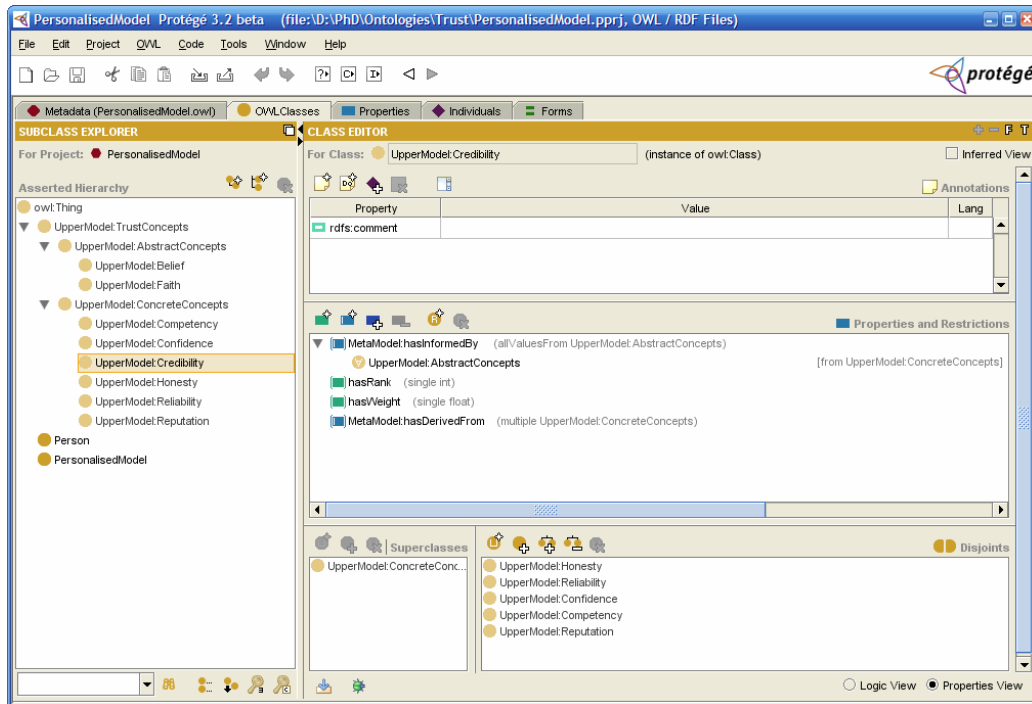 PersonalisedModel Protégé 3.2 beta (file:\D:\PhD\Ontologies\Trust\PersonalisedModel.pprj, OWL / RDF Files)
File Edit Project OWL Code Tools Window Help
protégé
Metadata (PersonalisedModel.owl) OWLClasses Properties Individuals Forms
SUBCLASS EXPLORER
For Project: PersonalisedModel
Asserted Hierarchy
owl:Thing
UpperModel:TrustConcepts
UpperModel:AbstractConcepts
UpperModel:Belief
UpperModel:Faith
UpperModel:ConcreteConcepts
UpperModel:Competency
UpperModel:Confidence
UpperModel:Credibility
UpperModel:Honesty
UpperModel:Reliability
UpperModel:Reputation
Person
PersonalisedModel
CLASS EDITOR
F T
For Class: UpperModel:Credibility (instance of owl:Class) Inferred View
Annotations
Property Value Lang
rdfs:comment
Properties and Restrictions
MetaModel:hasInformedBy (allValuesFrom UpperModel:AbstractConcepts)
UpperModel:AbstractConcepts [from UpperModel:ConcreteConcepts]
hasRank (single int)
hasWeight (single float)
MetaModel:hasDerivedFrom (multiple UpperModel:ConcreteConcepts)
Superclasses
UpperModel:ConcreteConc...
Disjoints
UpperModel:Honesty
UpperModel:Reliability
UpperModel:Confidence
UpperModel:Competency
UpperModel:Reputation
Logic View Properties View